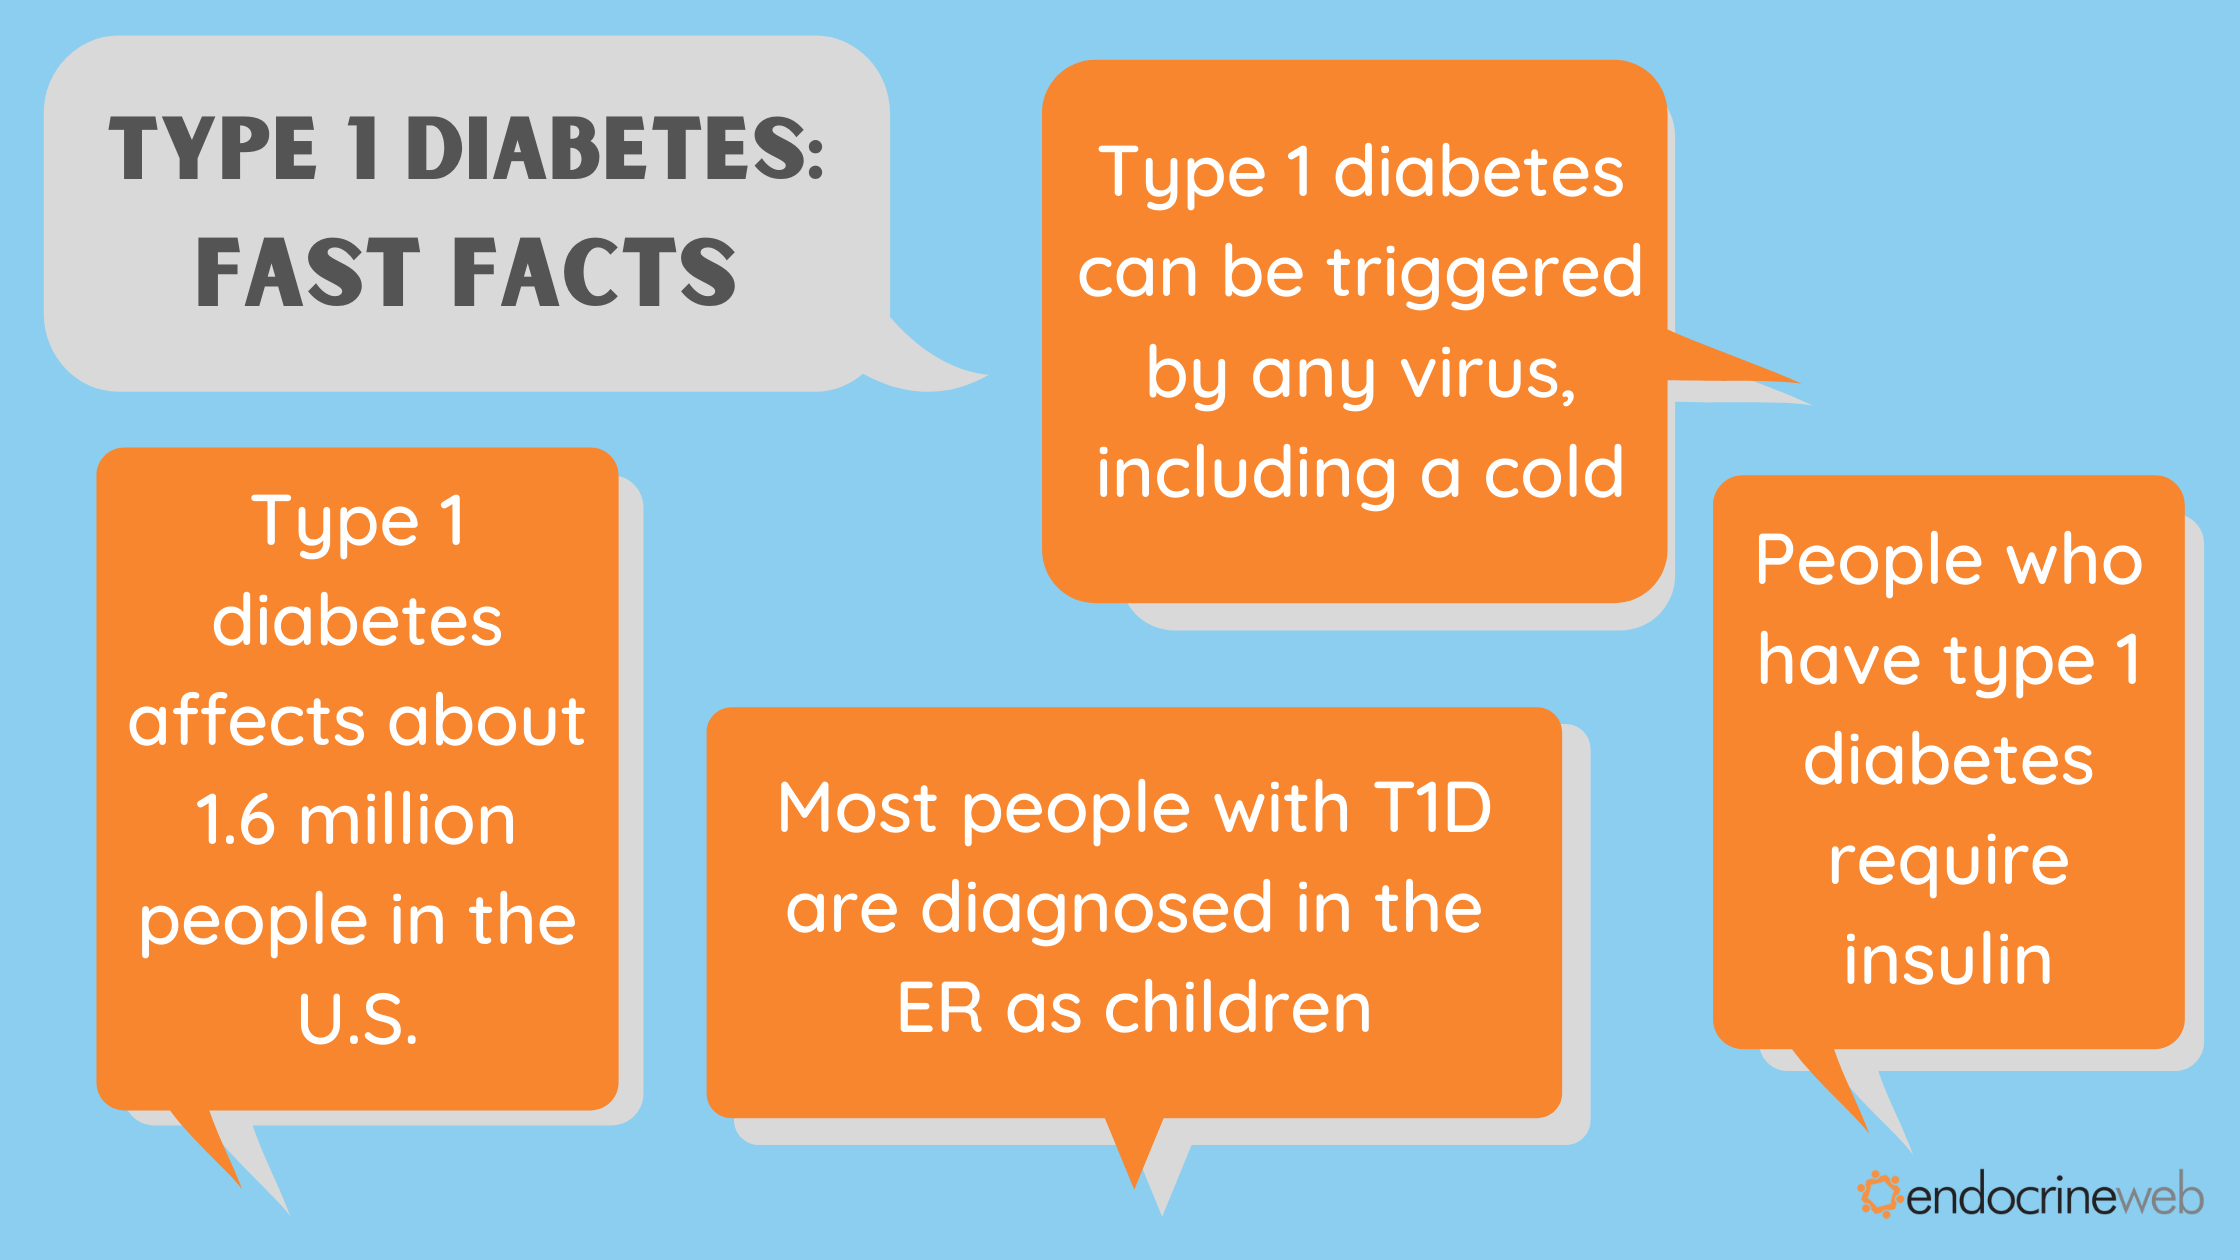 TYPE 1 DIABETES:
FAST FACTS
Type 1 diabetes
can be triggered
by any virus,
including a cold
Type 1
diabetes
affects about
1.6 million
people in the
U.S.
Most people with T1D
are diagnosed in the
ER as children
People who
have type 1
diabetes
require
insulin
endocrineweb